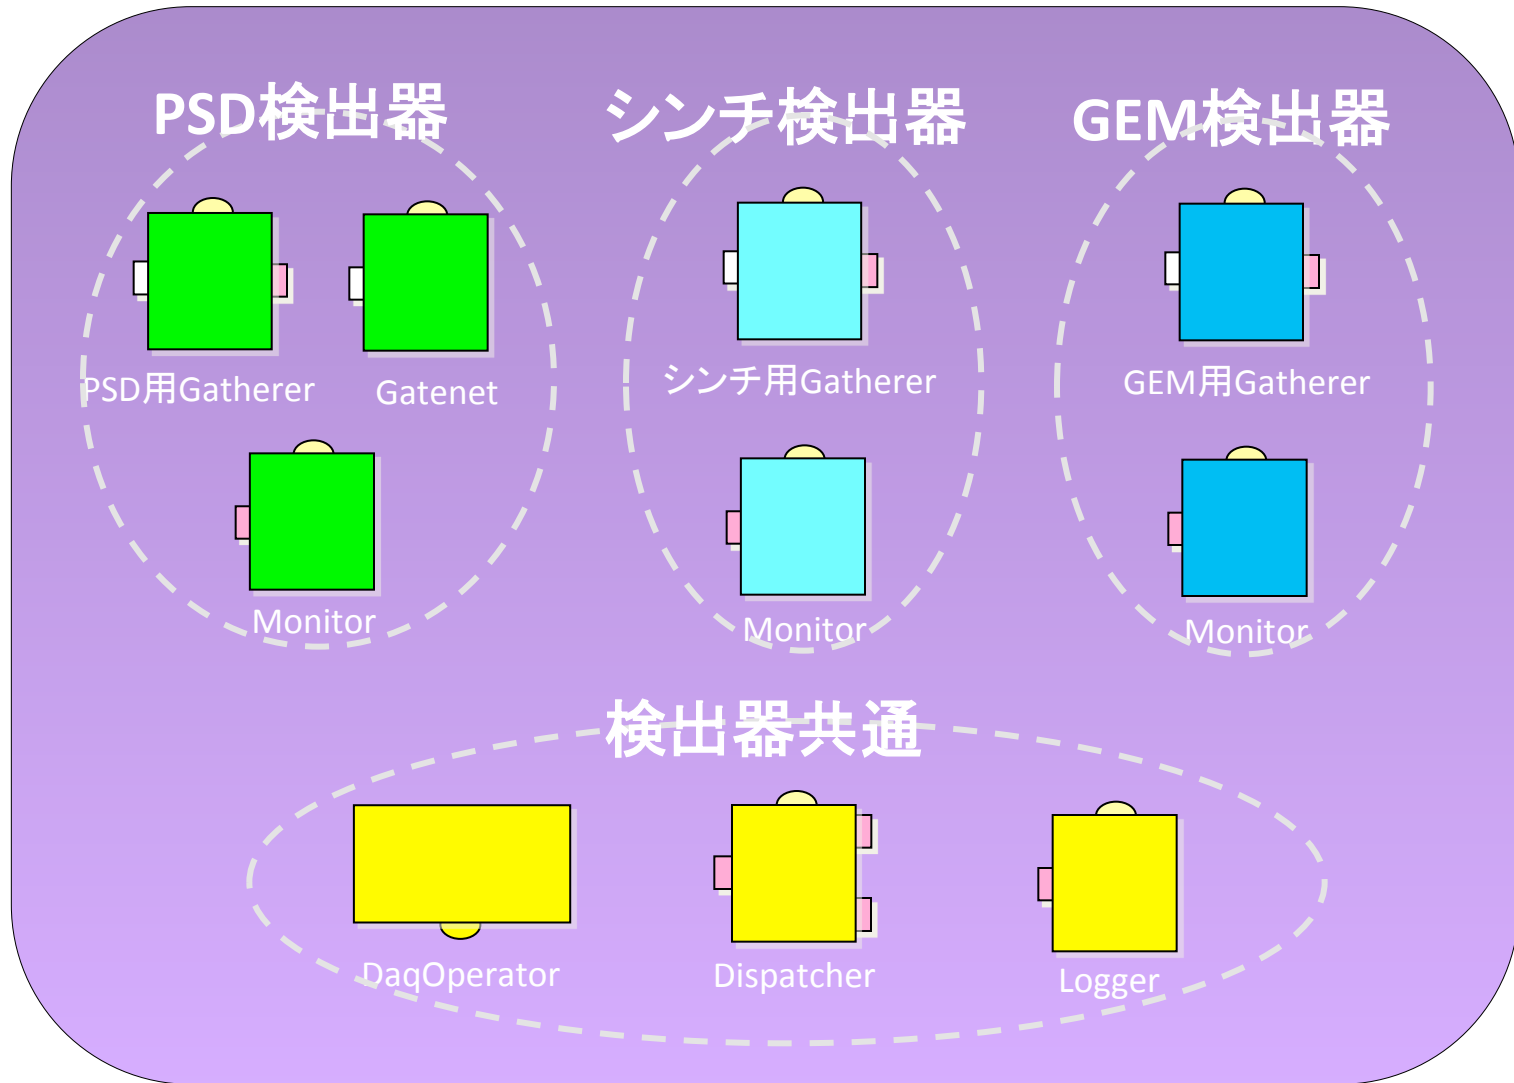 PSD検出器
シンチ検出器
GEM検出器
PSD用Gatherer
Gatenet
シンチ用Gatherer
GEM用Gatherer
Monitor
Monitor
Monitor
検出器共通
DaqOperator
Dispatcher
Logger